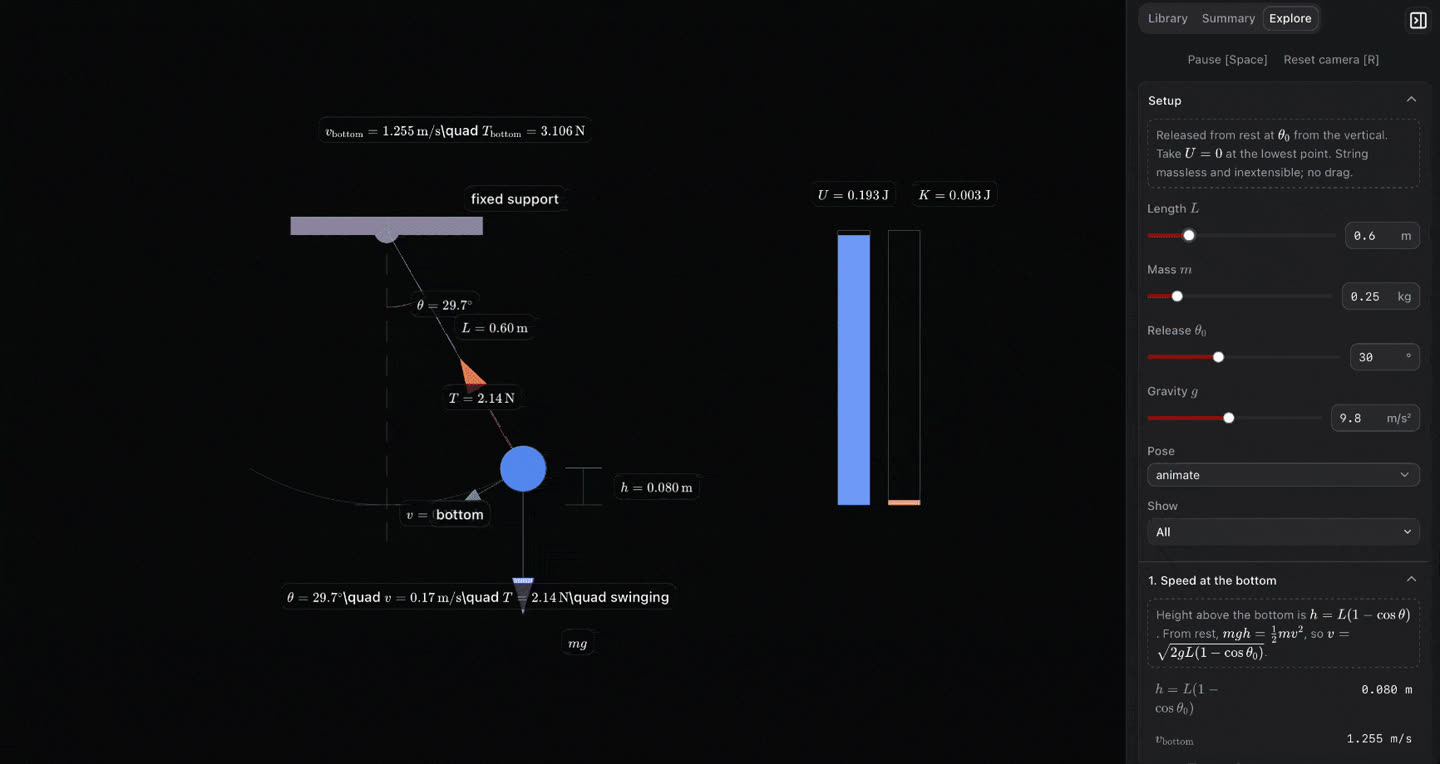 Library Summary Explore
Pause [Space] Reset camera [R]
v_bottom = 1.255 m/s\quad T_bottom = 3.106 N
fixed support
θ = 29.7°
L = 0.60 m
T = 2.14 N
h = 0.080 m
v = bottom
θ = 29.7°\quad v = 0.17 m/s\quad T = 2.14 N\quad swinging
mg
U = 0.193 J K = 0.003 J
Setup
Released from rest at θ₀ from the vertical.
Take U = 0 at the lowest point. String
massless and inextensible; no drag.
Length L
0.6 m
Mass m
0.25 kg
Release θ₀
30 °
Gravity g
9.8 m/s²
Pose
animate
Show
All
1. Speed at the bottom
Height above the bottom is h = L(1 − cos θ)
. From rest, mgh = ½mv², so v =
√(2gL(1 − cos θ₀)).
h = L(1 −
cos θ₀)
0.080 m
v_bottom 1.255 m/s